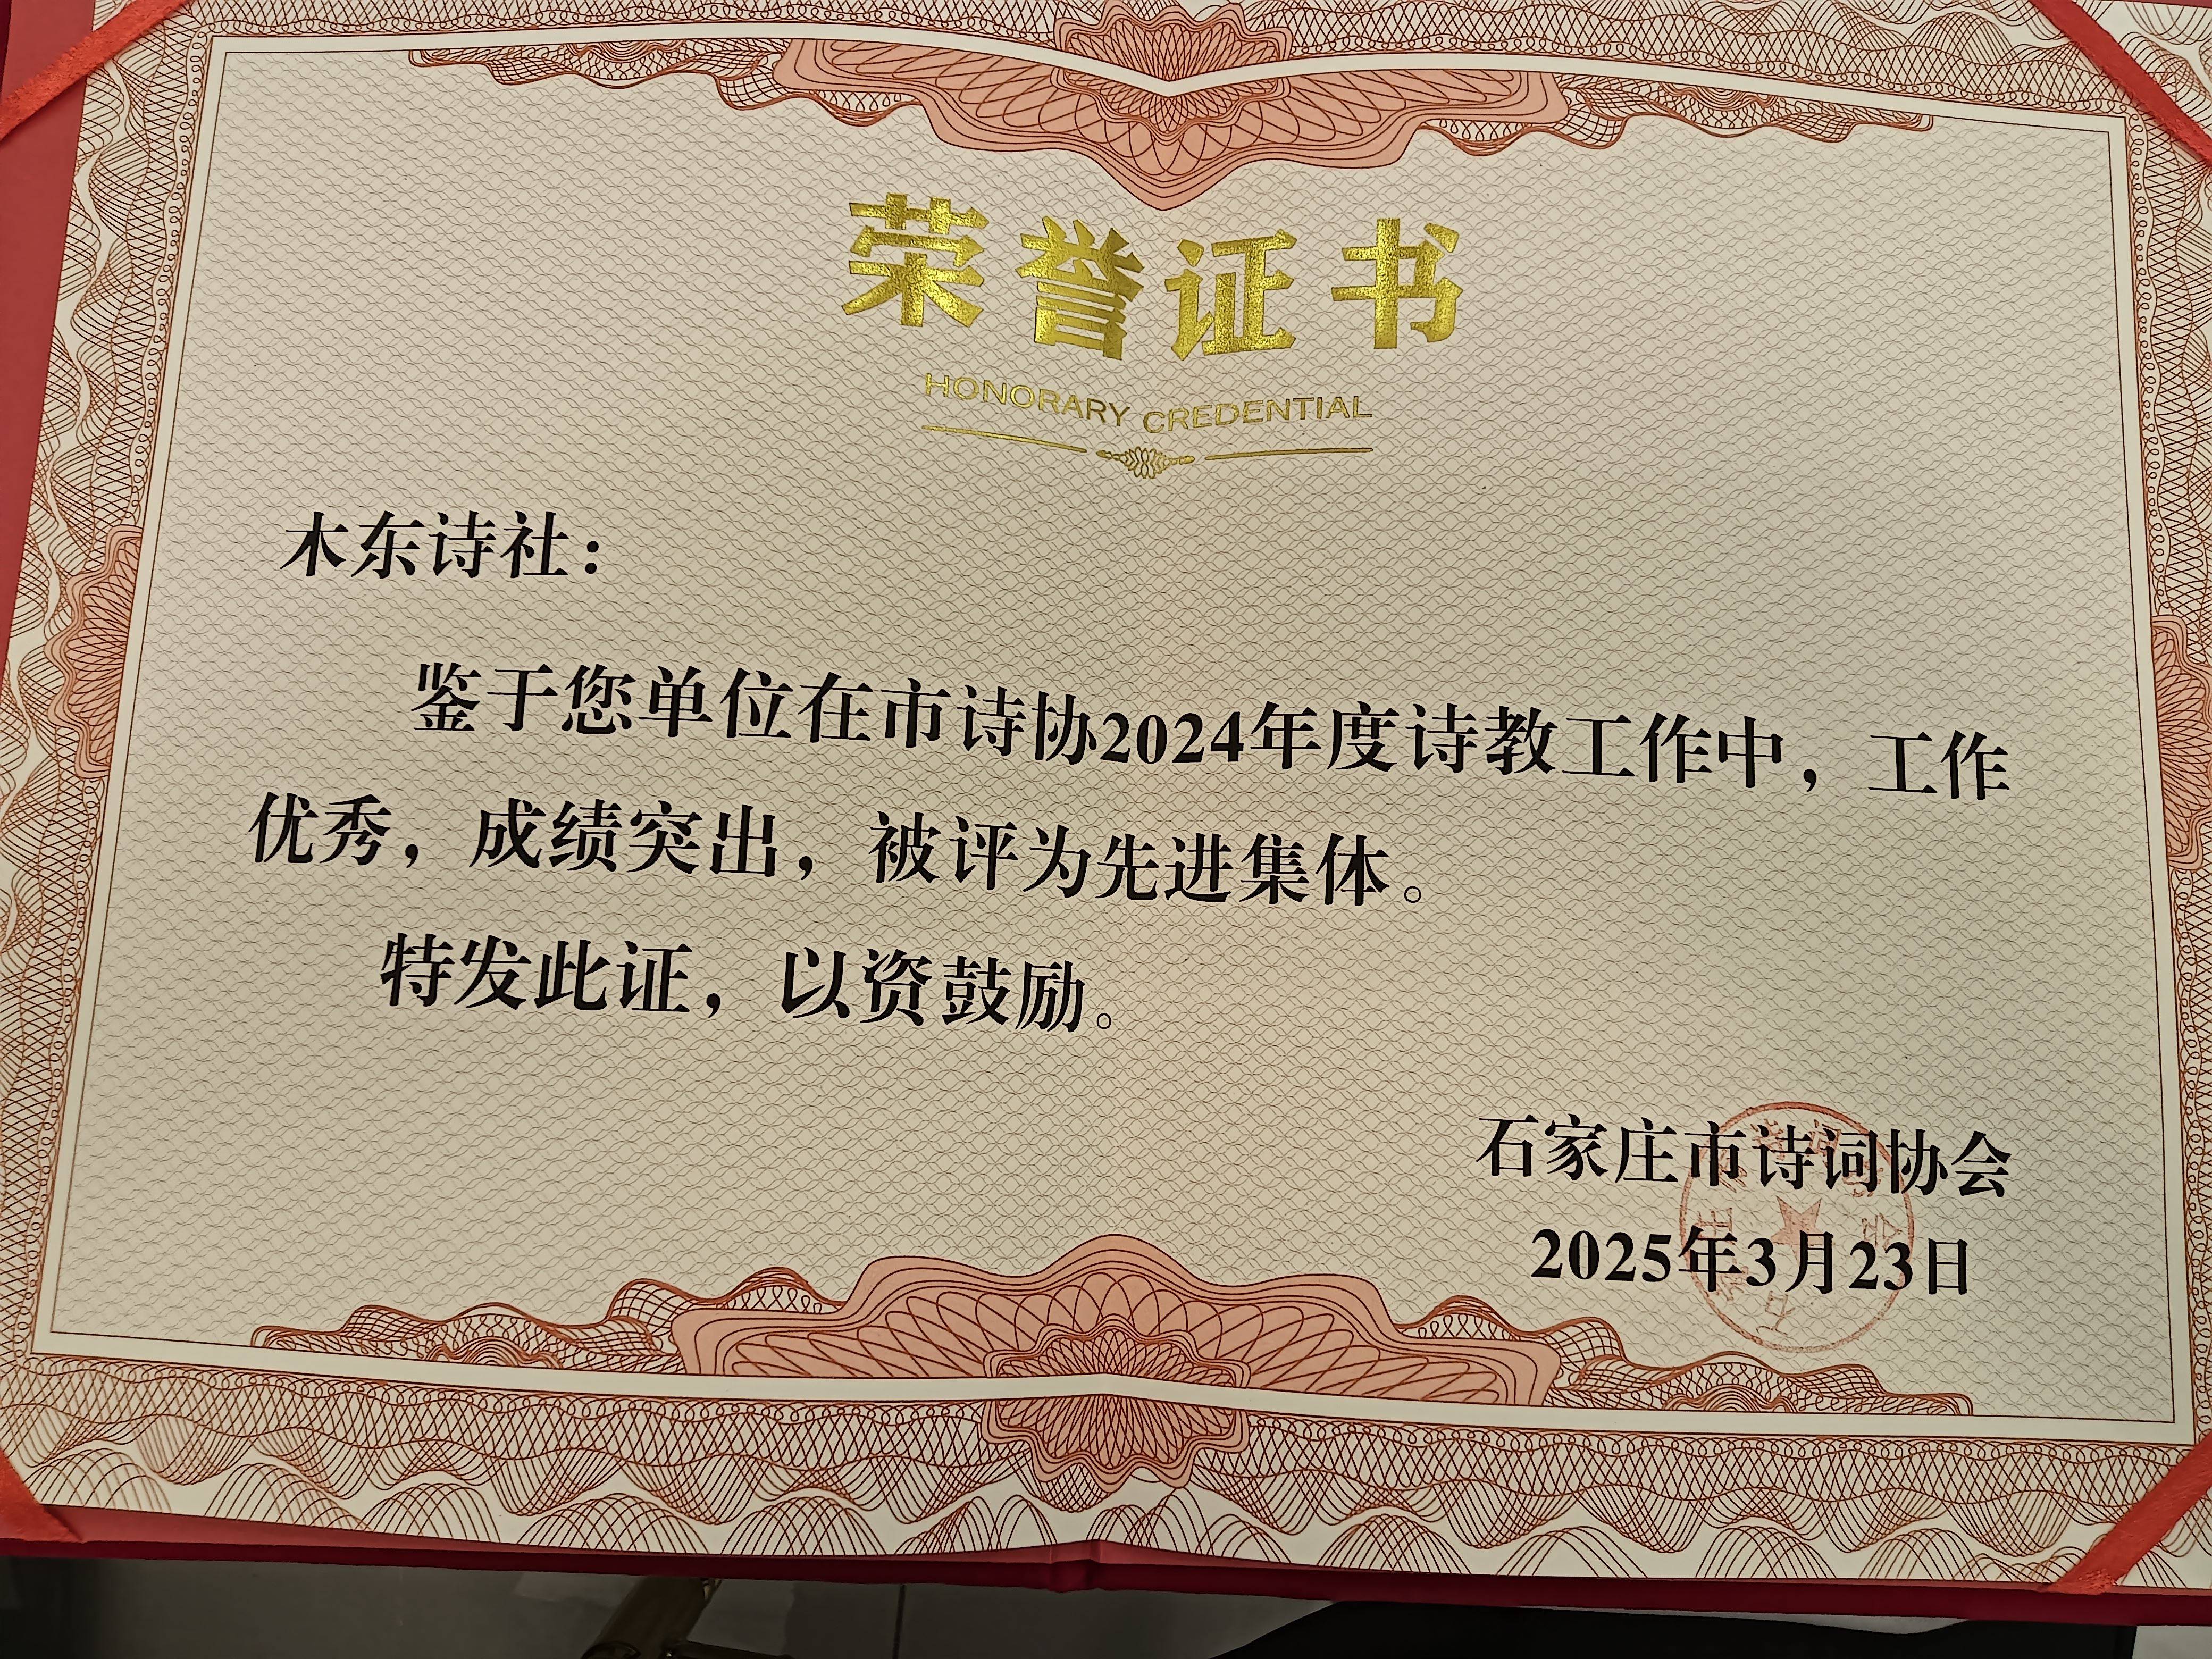 荣誉证书
HONORARY CREDENTIAL
木东诗社：
鉴于您单位在市诗协2024年度诗教工作中，工作
优秀，成绩突出，被评为先进集体。
特发此证，以资鼓励。
石家庄市诗词协会
2025年3月23日